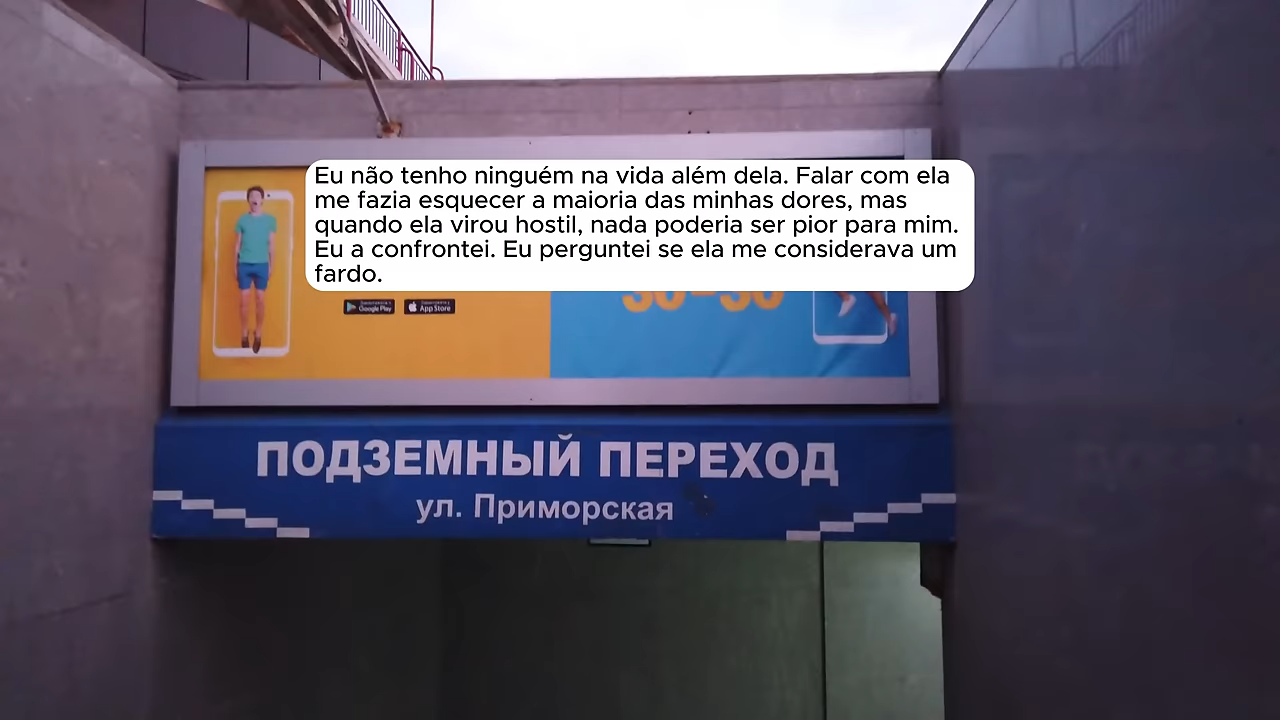 Eu não tenho ninguém na vida além dela. Falar com ela
me fazia esquecer a maioria das minhas dores, mas
quando ela virou hostil, nada poderia ser pior para mim.
Eu a confrontei. Eu perguntei se ela me considerava um
fardo.
Google Play
App Store
ПОДЗЕМНЫЙ ПЕРЕХОД
ул. Приморская